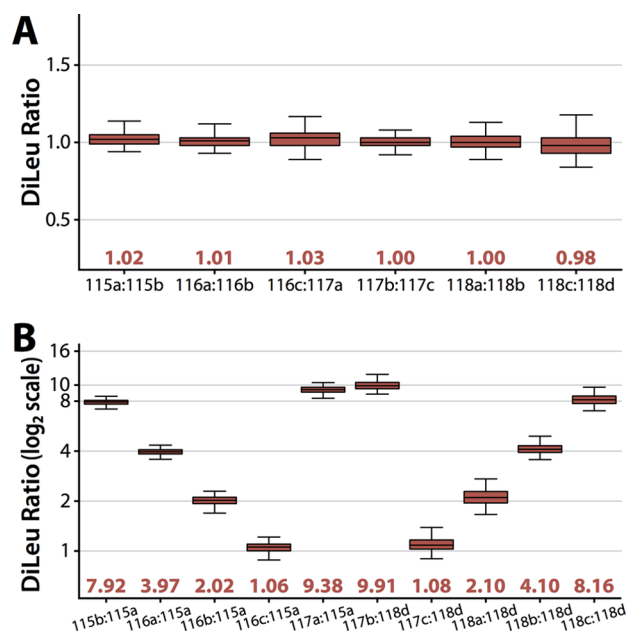 A
DiLeu Ratio
1.5
1.0
0.5
1.02 1.01 1.03 1.00 1.00 0.98
115a:115b 116a:116b 116c:117a 117b:117c 118a:118b 118c:118d
B
DiLeu Ratio (log2 scale)
16
10
8
4
2
1
7.92 3.97 2.02 1.06 9.38 9.91 1.08 2.10 4.10 8.16
115b:115a 116a:115a 116b:115a 116c:115a 117a:115a 117b:118d 117c:118d 118a:118d 118b:118d 118c:118d